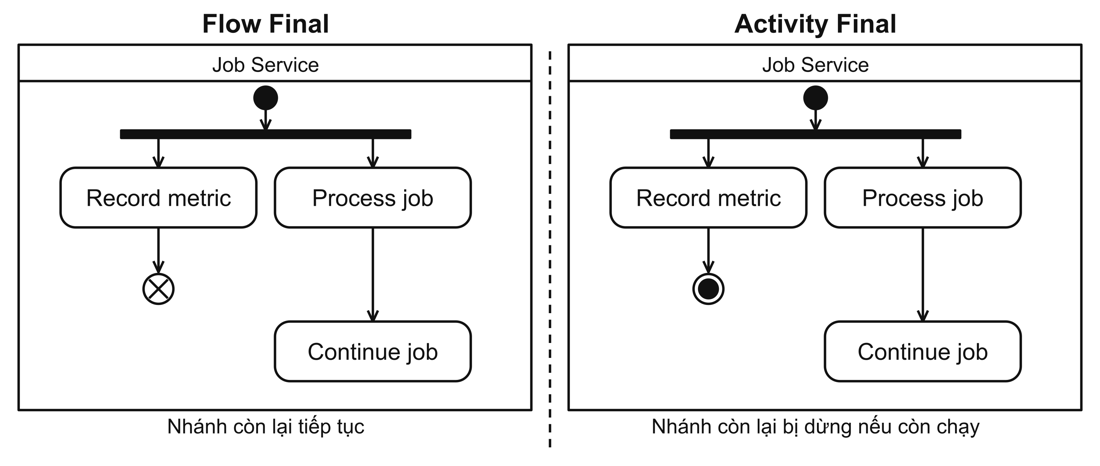 Flow Final
Job Service
Record metric
Process job
Continue job
Nhánh còn lại tiếp tục
Activity Final
Job Service
Record metric
Process job
Continue job
Nhánh còn lại bị dừng nếu còn chạy